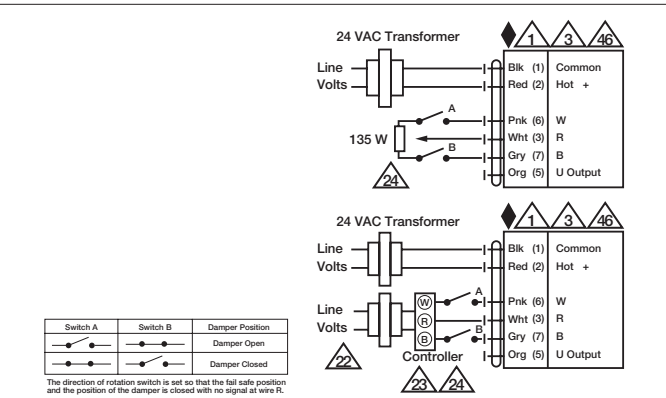 24 VAC Transformer
1 3 46
Line
Volts
Blk (1) Common
Red (2) Hot +
A
Pnk (6) W
135 W
Wht (3) R
B
Gry (7) B
Org (5) U Output
24
24 VAC Transformer
1 3 46
Line
Volts
Blk (1) Common
Red (2) Hot +
A
W
Pnk (6) W
Line
Volts
R
Wht (3) R
B
B
Gry (7) B
Org (5) U Output
22
Controller
23 24
Switch A Switch B Damper Position
Damper Open
Damper Closed
The direction of rotation switch is set so that the fail safe position
and the position of the damper is closed with no signal at wire R.